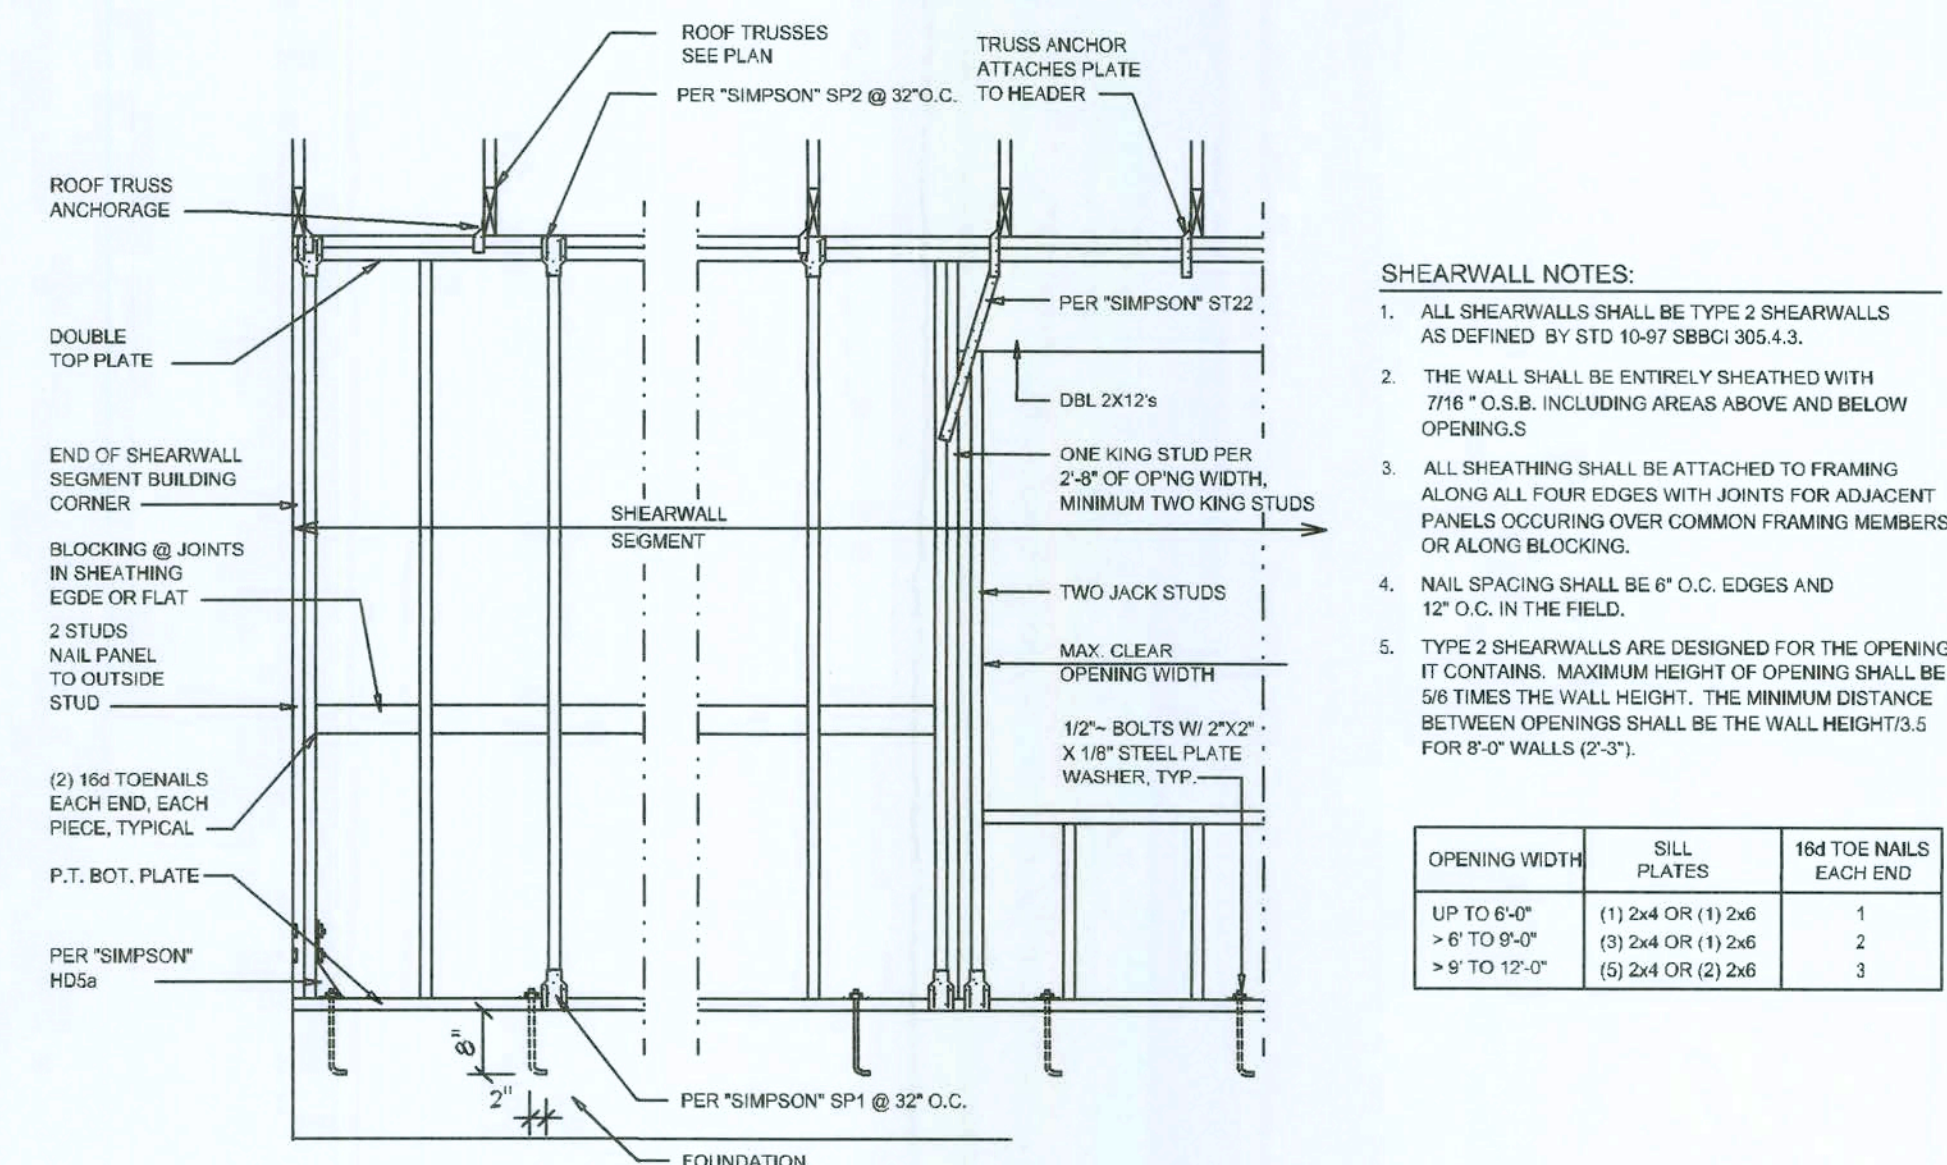 ROOF TRUSSES
SEE PLAN
PER "SIMPSON" SP2 @ 32"O.C.
TRUSS ANCHOR
ATTACHES PLATE
TO HEADER
ROOF TRUSS
ANCHORAGE
DOUBLE
TOP PLATE
END OF SHEARWALL
SEGMENT BUILDING
CORNER
BLOCKING @ JOINTS
IN SHEATHING
EGDE OR FLAT
2 STUDS
NAIL PANEL
TO OUTSIDE
STUD
(2) 16d TOENAILS
EACH END, EACH
PIECE, TYPICAL
P.T. BOT. PLATE
PER "SIMPSON"
HD5a
SHEARWALL
SEGMENT
PER "SIMPSON" ST22
DBL 2X12's
ONE KING STUD PER
2'-8" OF OP'NG WIDTH,
MINIMUM TWO KING STUDS
TWO JACK STUDS
MAX. CLEAR
OPENING WIDTH
1/2"~ BOLTS W/ 2"X2"
X 1/8" STEEL PLATE
WASHER, TYP.
8"
2"
PER "SIMPSON" SP1 @ 32" O.C.
FOUNDATION
SHEARWALL NOTES:
1. ALL SHEARWALLS SHALL BE TYPE 2 SHEARWALLS
AS DEFINED BY STD 10-97 SBBCI 305.4.3.
2. THE WALL SHALL BE ENTIRELY SHEATHED WITH
7/16 " O.S.B. INCLUDING AREAS ABOVE AND BELOW
OPENING.S
3. ALL SHEATHING SHALL BE ATTACHED TO FRAMING
ALONG ALL FOUR EDGES WITH JOINTS FOR ADJACENT
PANELS OCCURING OVER COMMON FRAMING MEMBERS
OR ALONG BLOCKING.
4. NAIL SPACING SHALL BE 6" O.C. EDGES AND
12" O.C. IN THE FIELD.
5. TYPE 2 SHEARWALLS ARE DESIGNED FOR THE OPENING
IT CONTAINS. MAXIMUM HEIGHT OF OPENING SHALL BE
5/6 TIMES THE WALL HEIGHT. THE MINIMUM DISTANCE
BETWEEN OPENINGS SHALL BE THE WALL HEIGHT/3.5
FOR 8'-0" WALLS (2'-3").
OPENING WIDTH SILL PLATES 16d TOE NAILS EACH END
UP TO 6'-0" (1) 2x4 OR (1) 2x6 1
> 6' TO 9'-0" (3) 2x4 OR (1) 2x6 2
> 9' TO 12'-0" (5) 2x4 OR (2) 2x6 3